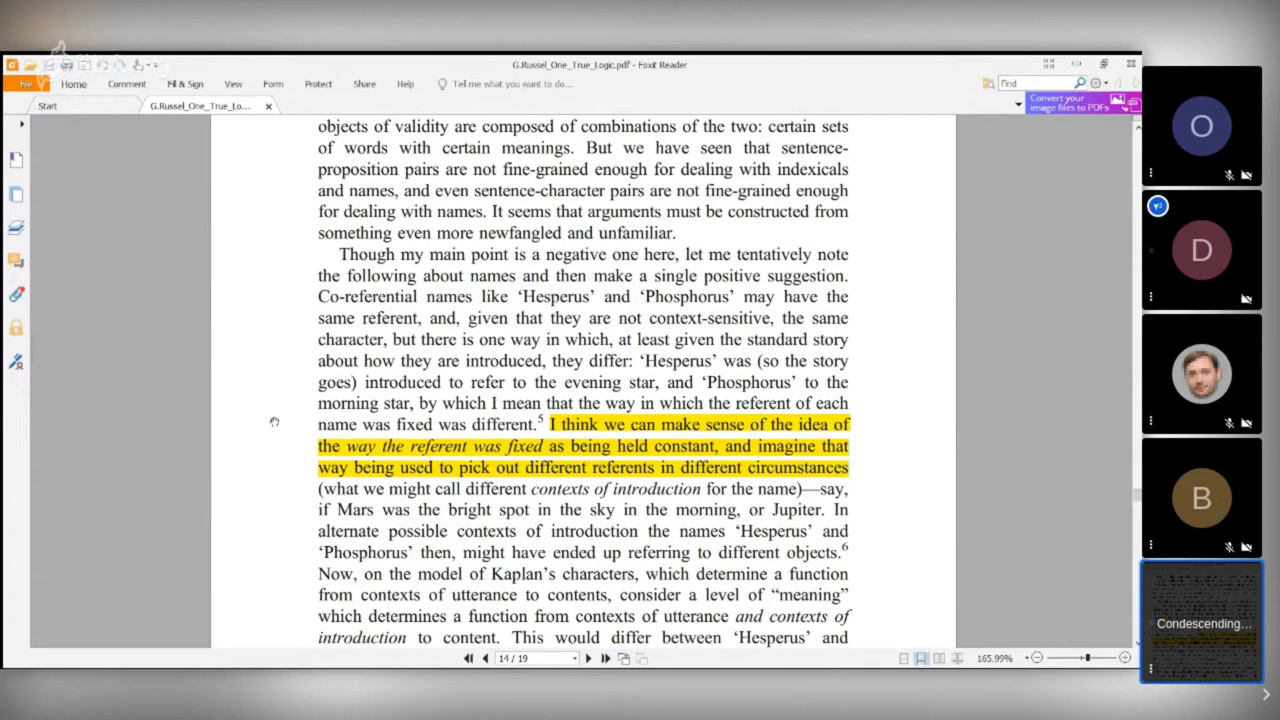 G.Russel_One_True_Logic.pdf - Foxit Reader
File
Home
Comment
Fill & Sign
View
Form
Protect
Share
Help
Tell me what you want to do...
Find
Start
G.Russel_One_True_Lo...
Convert your
image files to PDFs
objects of validity are composed of combinations of the two: certain sets
of words with certain meanings. But we have seen that sentence-
proposition pairs are not fine-grained enough for dealing with indexicals
and names, and even sentence-character pairs are not fine-grained enough
for dealing with names. It seems that arguments must be constructed from
something even more newfangled and unfamiliar.
Though my main point is a negative one here, let me tentatively note
the following about names and then make a single positive suggestion.
Co-referential names like ‘Hesperus’ and ‘Phosphorus’ may have the
same referent, and, given that they are not context-sensitive, the same
character, but there is one way in which, at least given the standard story
about how they are introduced, they differ: ‘Hesperus’ was (so the story
goes) introduced to refer to the evening star, and ‘Phosphorus’ to the
morning star, by which I mean that the way in which the referent of each
name was fixed was different.5 I think we can make sense of the idea of
the way the referent was fixed as being held constant, and imagine that
way being used to pick out different referents in different circumstances
(what we might call different contexts of introduction for the name)—say,
if Mars was the bright spot in the sky in the morning, or Jupiter. In
alternate possible contexts of introduction the names ‘Hesperus’ and
‘Phosphorus’ then, might have ended up referring to different objects.6
Now, on the model of Kaplan’s characters, which determine a function
from contexts of utterance to contents, consider a level of “meaning”
which determines a function from contexts of utterance and contexts of
introduction to content. This would differ between ‘Hesperus’ and
14 / 19
165.99%
O
D
B
Condescending...